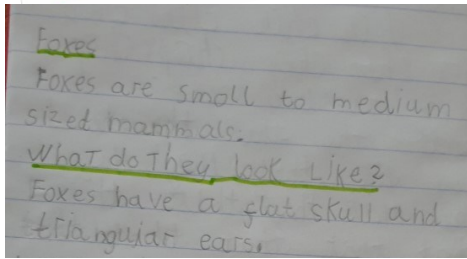 Foxes
Foxes are small to medium
sized mammals.
What do They look Like?
Foxes have a flat skull and
triangular ears.